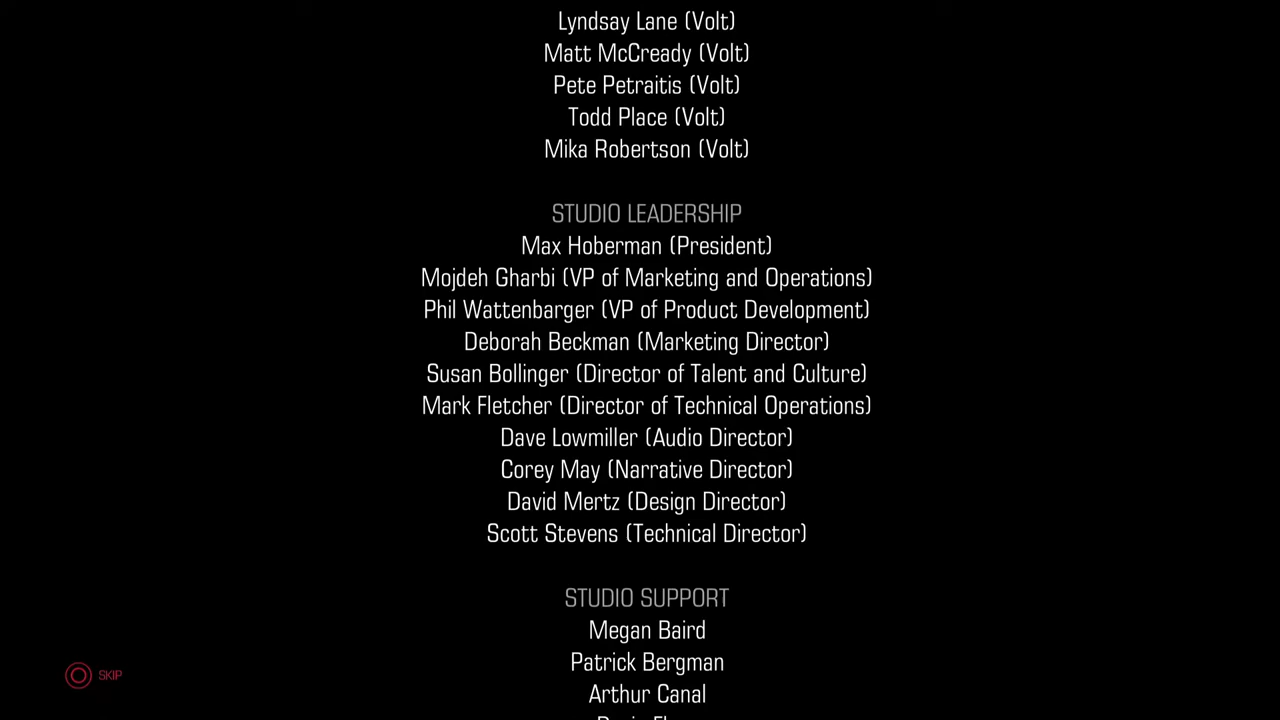 Lyndsay Lane (Volt)
Matt McCready (Volt)
Pete Petraitis (Volt)
Todd Place (Volt)
Mika Robertson (Volt)
STUDIO LEADERSHIP
Max Hoberman (President)
Mojdeh Gharbi (VP of Marketing and Operations)
Phil Wattenbarger (VP of Product Development)
Deborah Beckman (Marketing Director)
Susan Bollinger (Director of Talent and Culture)
Mark Fletcher (Director of Technical Operations)
Dave Lowmiller (Audio Director)
Corey May (Narrative Director)
David Mertz (Design Director)
Scott Stevens (Technical Director)
STUDIO SUPPORT
Megan Baird
Patrick Bergman
SKIP
Arthur Canal